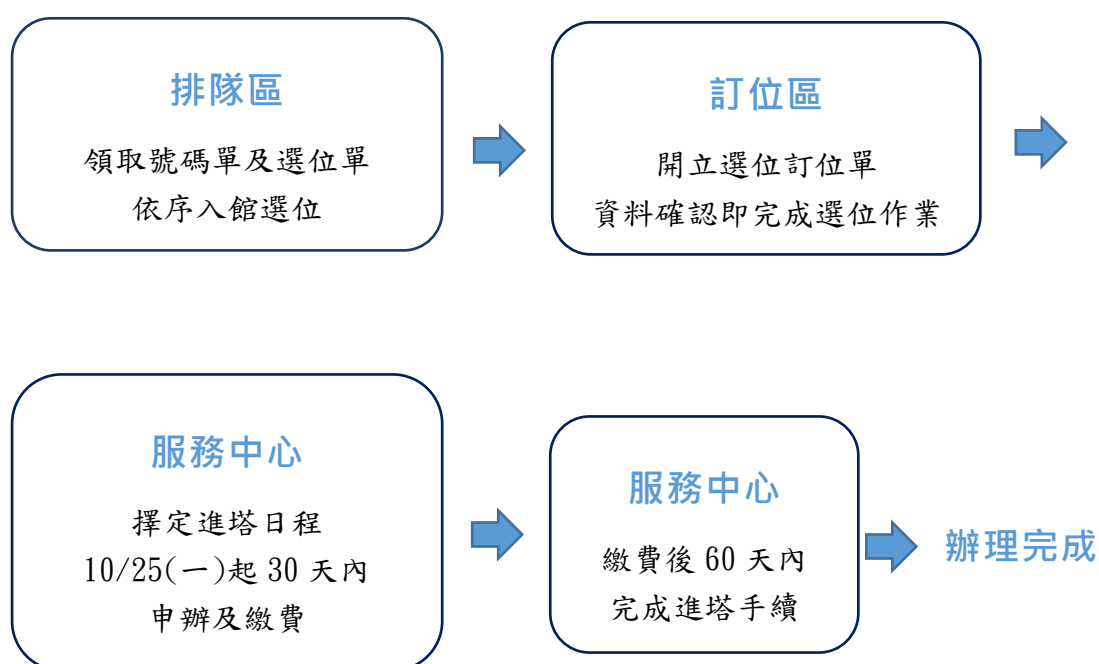 排隊區
領取號碼單及選位單
依序入館選位
訂位區
開立選位訂位單
資料確認即完成選位作業
服務中心
擇定進塔日程
10/25(一)起 30 天內
申辦及繳費
服務中心
繳費後 60 天內
完成進塔手續
辦理完成